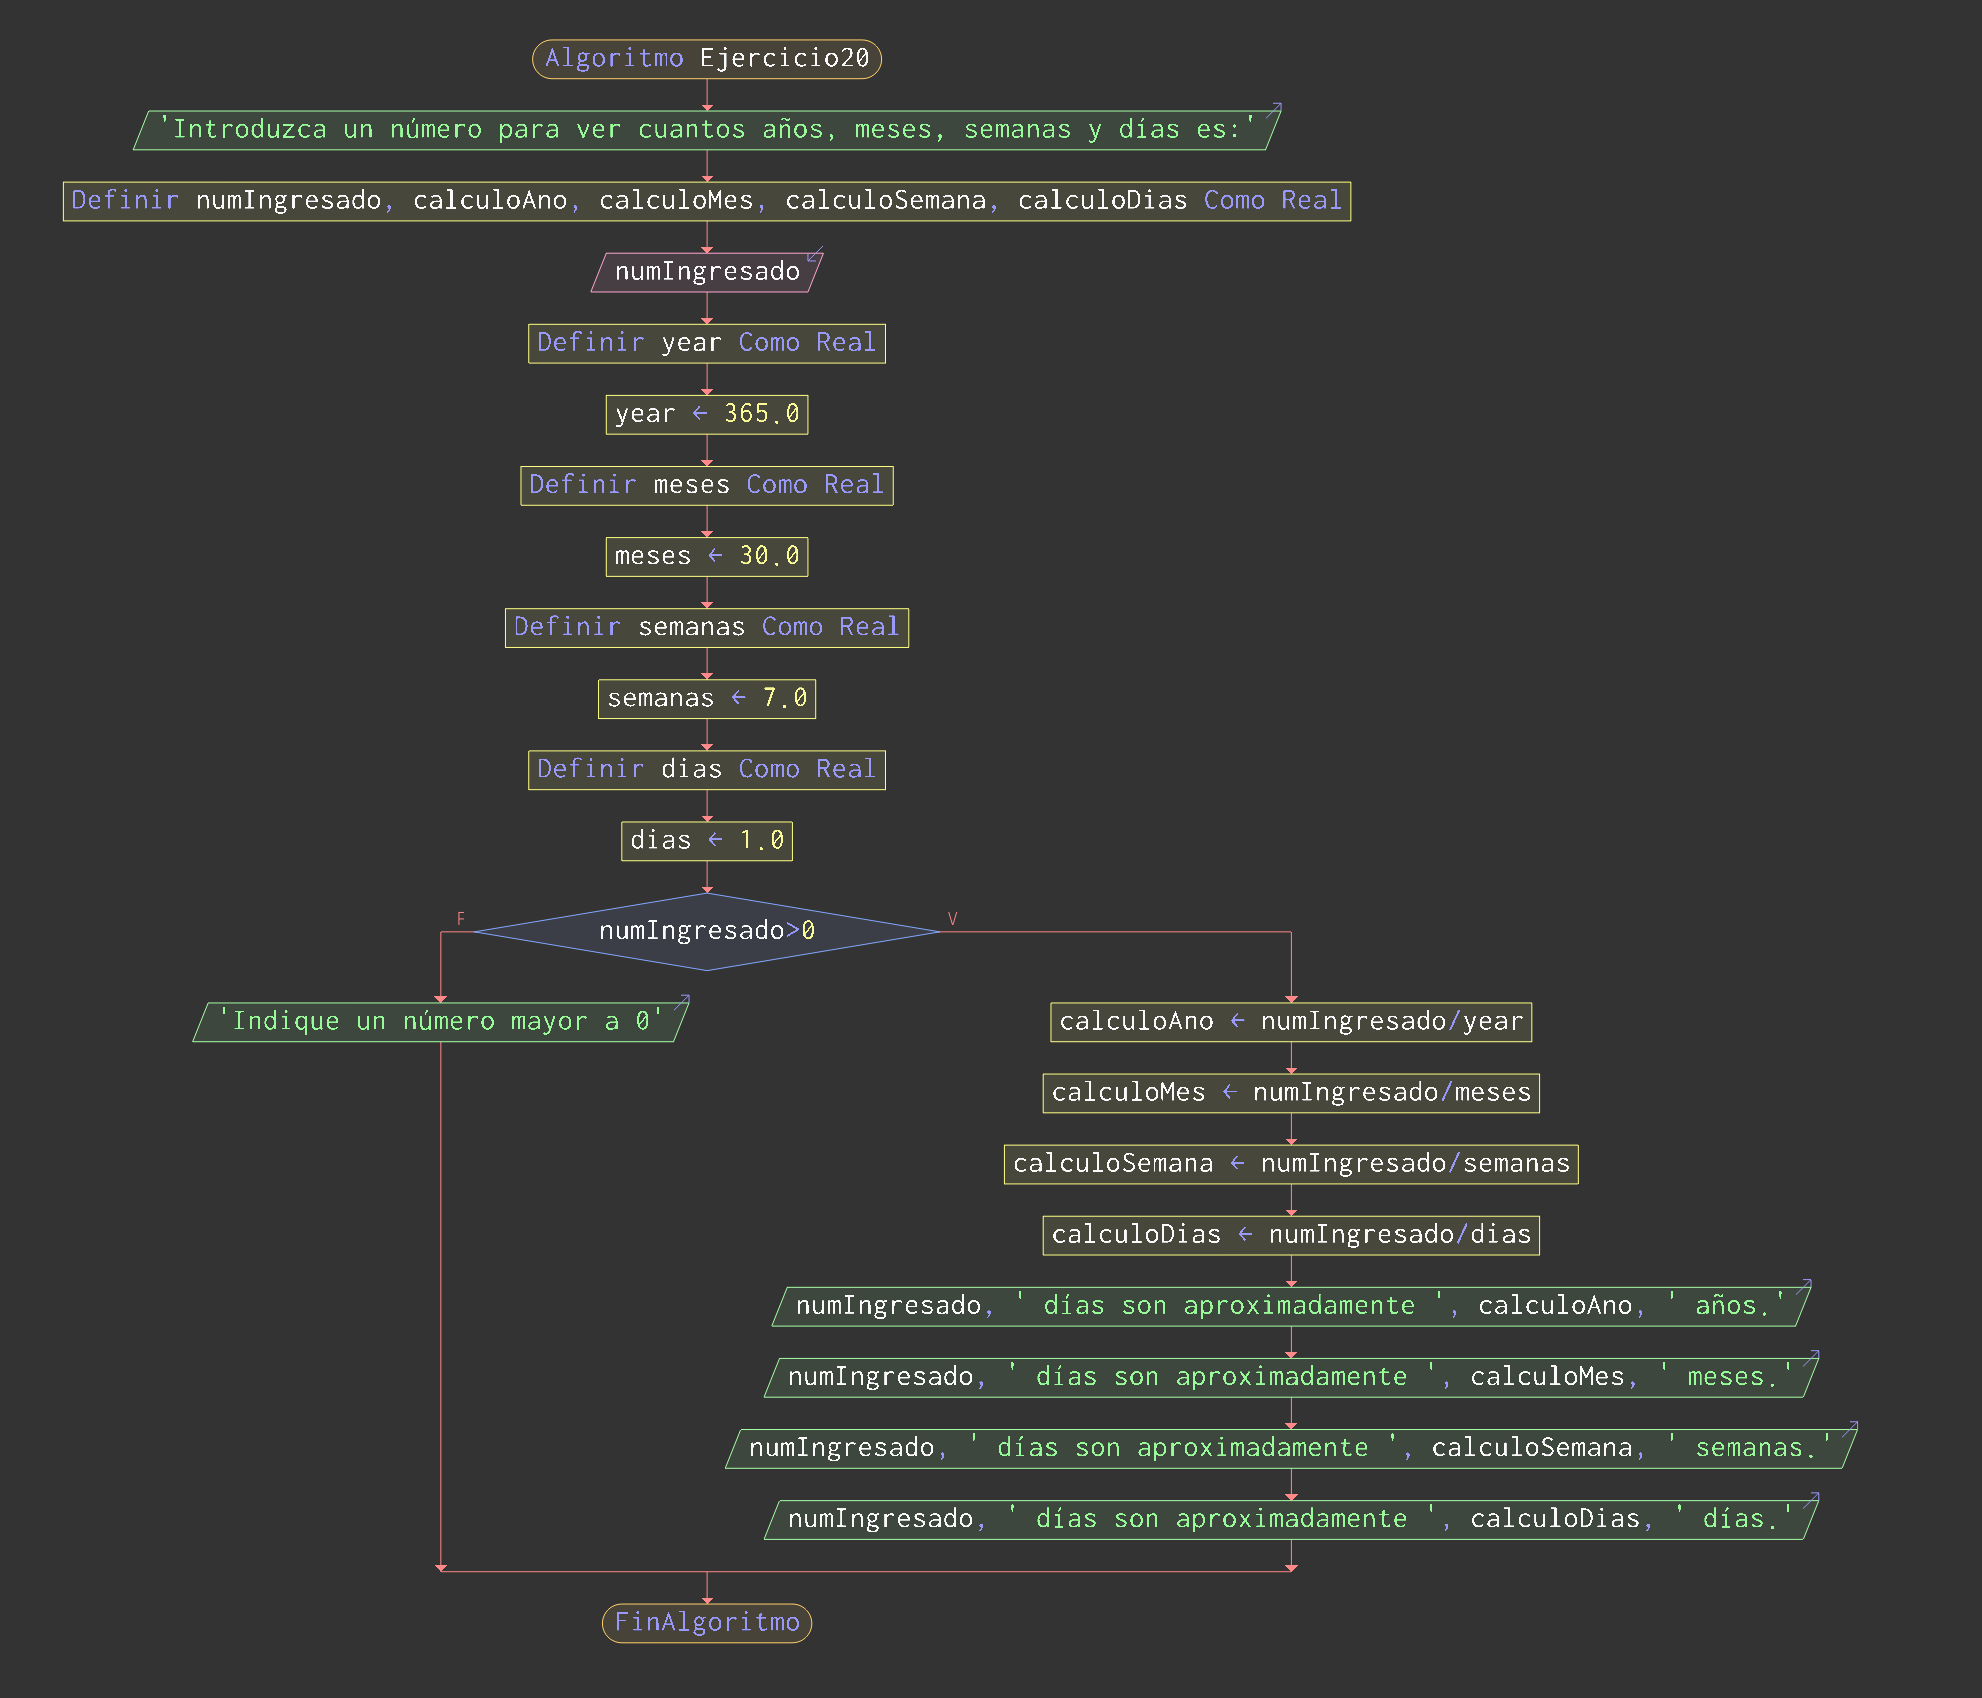 Algoritmo Ejercicio20
'Introduzca un número para ver cuantos años, meses, semanas y días es:'
Definir numIngresado, calculoAno, calculoMes, calculoSemana, calculoDias Como Real
numIngresado
Definir year Como Real
year ← 365.0
Definir meses Como Real
meses ← 30.0
Definir semanas Como Real
semanas ← 7.0
Definir dias Como Real
dias ← 1.0
numIngresado>0
F
V
'Indique un número mayor a 0'
calculoAno ← numIngresado/year
calculoMes ← numIngresado/meses
calculoSemana ← numIngresado/semanas
calculoDias ← numIngresado/dias
numIngresado, ' días son aproximadamente ', calculoAno, ' años.'
numIngresado, ' días son aproximadamente ', calculoMes, ' meses.'
numIngresado, ' días son aproximadamente ', calculoSemana, ' semanas.'
numIngresado, ' días son aproximadamente ', calculoDias, ' días.'
FinAlgoritmo